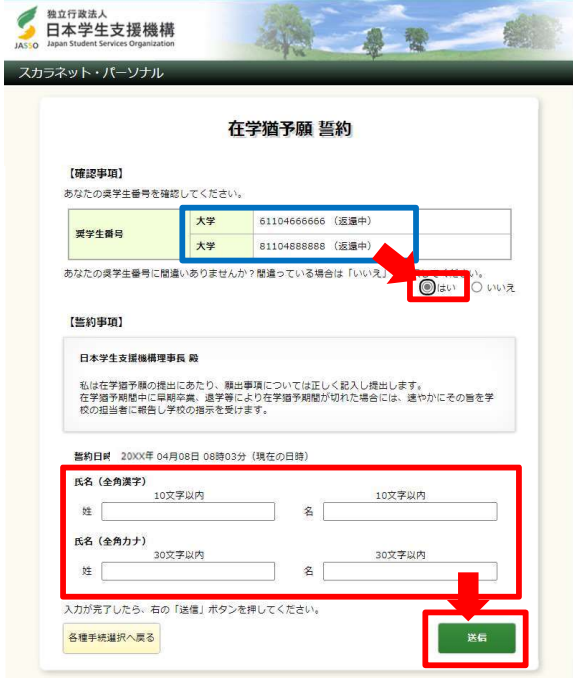 独立行政法人
日本学生支援機構
JASSO Japan Student Services Organization
スカラネット・パーソナル
在学猶予願 誓約
【確認事項】
あなたの奨学生番号を確認してください。
奨学生番号
大学 61104666666 (返還中)
大学 81104888888 (返還中)
あなたの奨学生番号に間違いありませんか？間違っている場合は「いいえ」 ください。
はい いいえ
【誓約事項】
日本学生支援機構理事長 殿
私は在学猶予願の提出にあたり、願出事項については正しく記入し提出します。
在学猶予期間中に早期卒業、退学等により在学猶予期間が切れた場合には、速やかにその旨を学
校の担当者に報告し学校の指示を受けます。
誓約日時 20XX年 04月08日 08時03分 (現在の日時)
氏名 (全角漢字)
10文字以内 10文字以内
姓 名
氏名 (全角カナ)
30文字以内 30文字以内
姓 名
入力が完了したら、右の「送信」ボタンを押してください。
各種手続選択へ戻る 送信